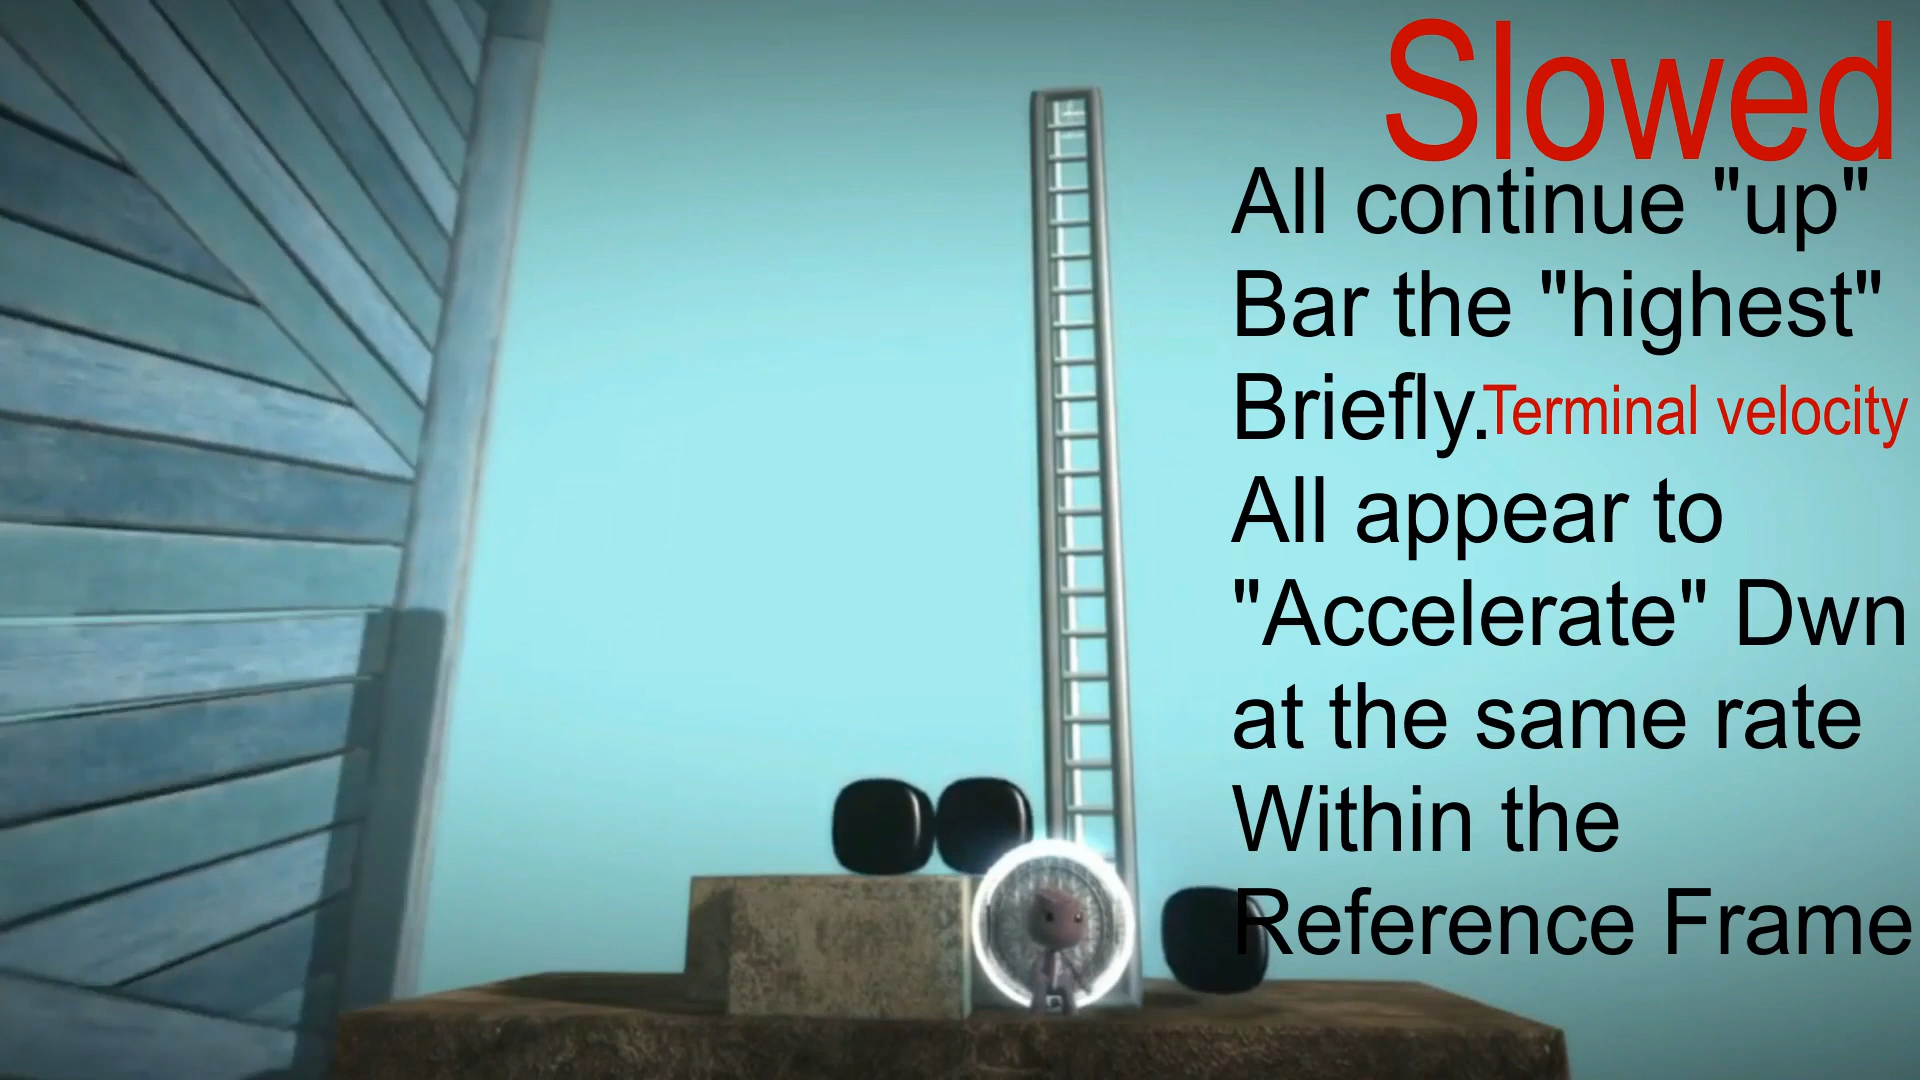 Slowed
All continue "up"
Bar the "highest"
Briefly.Terminal velocity
All appear to
"Accelerate" Dwn
at the same rate
Within the
Reference Frame